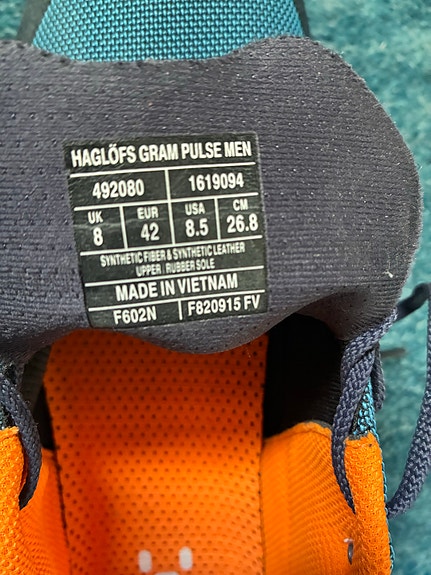 HAGLÕFS GRAM PULSE MEN
492080 1619094
UK EUR USA CM
8 42 8.5 26.8
SYNTHETIC FIBER & SYNTHETIC LEATHER
UPPER / RUBBER SOLE
MADE IN VIETNAM
F602N F820915 FV